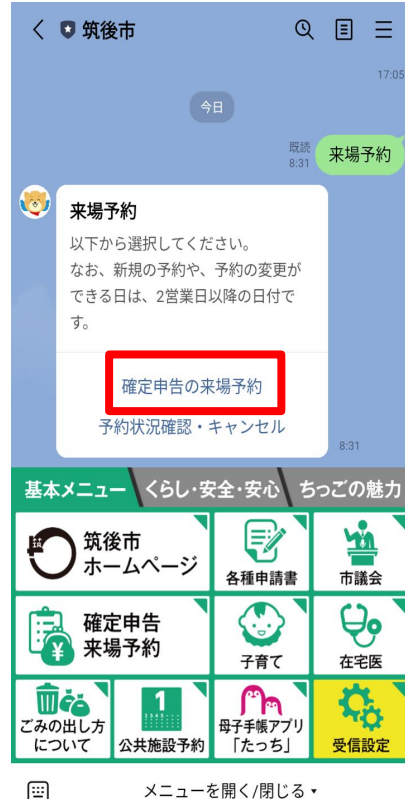 筑後市
17:05
今日
既読
8:31
来場予約
来場予約
以下から選択してください。
なお、新規の予約や、予約の変更が
できる日は、2営業日以降の日付で
す。
確定申告の来場予約
予約状況確認・キャンセル
8:31
基本メニュー
くらし・安全・安心
ちっごの魅力
筑後市
ホームページ
各種申請書
市議会
確定申告
来場予約
子育て
在宅医
ごみの出し方
について
1
公共施設予約
母子手帳アプリ
「たっち」
受信設定
メニューを開く/閉じる▾